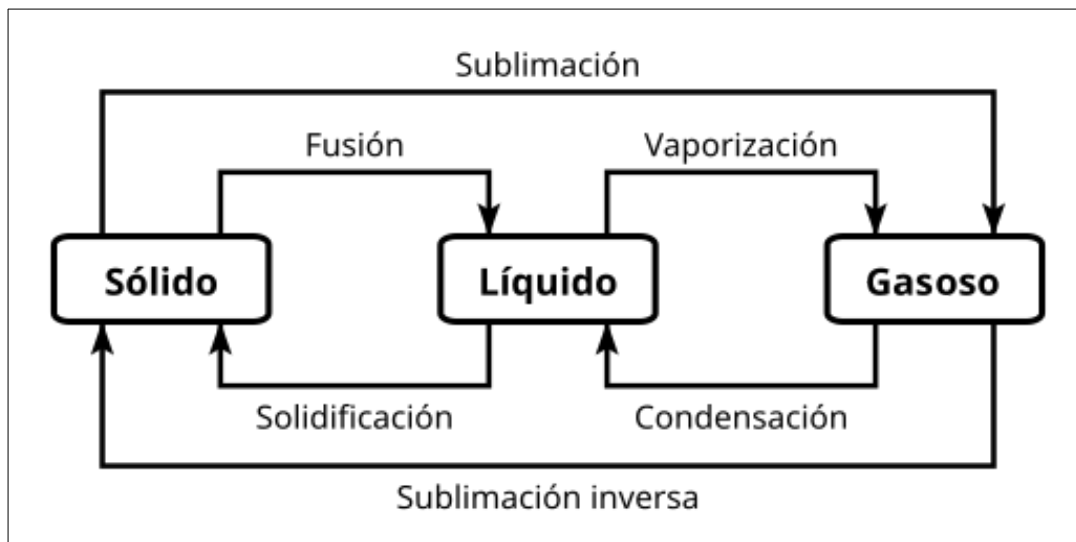 Sublimación
Fusión
Vaporización
Sólido
Líquido
Gasoso
Solidificación
Condensación
Sublimación inversa